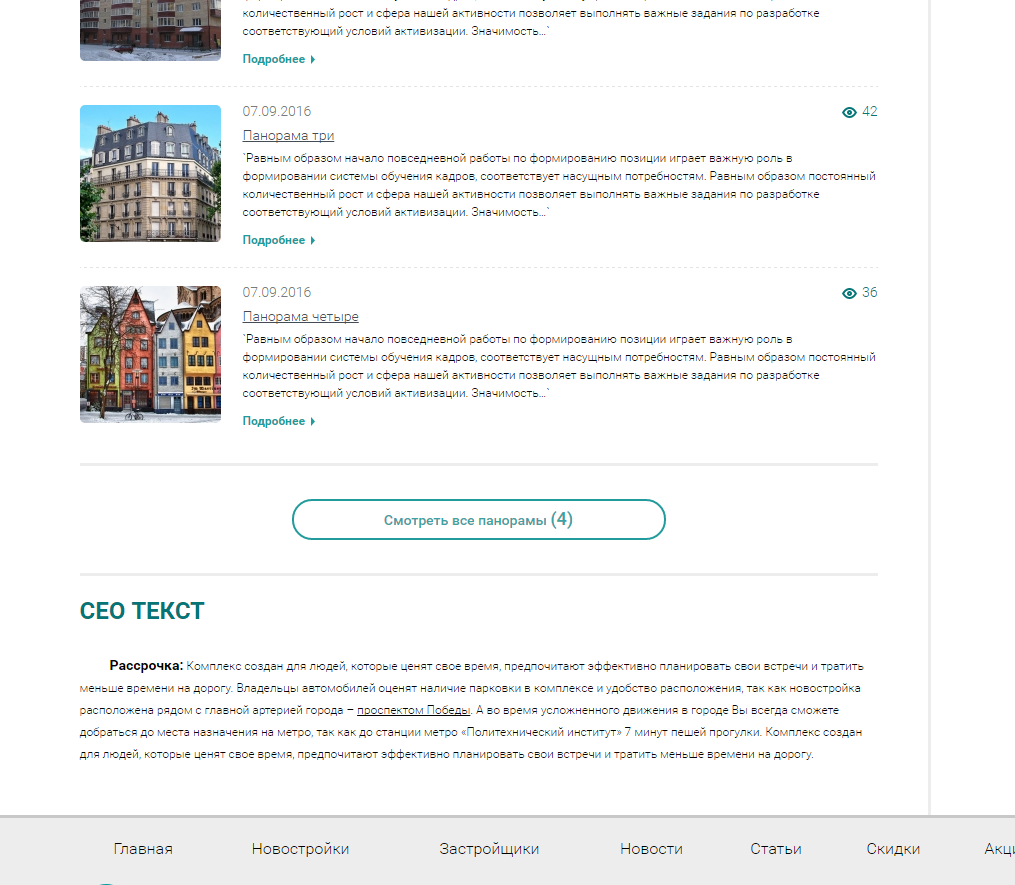 количественный рост и сфера нашей активности позволяет выполнять важные задания по разработке
соответствующий условий активизации. Значимость...`
Подробнее
07.09.2016
42
Панорама три
`Равным образом начало повседневной работы по формированию позиции играет важную роль в
формировании системы обучения кадров, соответствует насущным потребностям. Равным образом постоянный
количественный рост и сфера нашей активности позволяет выполнять важные задания по разработке
соответствующий условий активизации. Значимость...`
Подробнее
07.09.2016
36
Панорама четыре
`Равным образом начало повседневной работы по формированию позиции играет важную роль в
формировании системы обучения кадров, соответствует насущным потребностям. Равным образом постоянный
количественный рост и сфера нашей активности позволяет выполнять важные задания по разработке
соответствующий условий активизации. Значимость...`
Подробнее
Смотреть все панорамы (4)
СЕО ТЕКСТ
Рассрочка: Комплекс создан для людей, которые ценят свое время, предпочитают эффективно планировать свои встречи и тратить
меньше времени на дорогу. Владельцы автомобилей оценят наличие парковки в комплексе и удобство расположения, так как новостройка
расположена рядом с главной артерией города – проспектом Победы. А во время усложненного движения в городе Вы всегда сможете
добраться до места назначения на метро, так как до станции метро «Политехнический институт» 7 минут пешей прогулки. Комплекс создан
для людей, которые ценят свое время, предпочитают эффективно планировать свои встречи и тратить меньше времени на дорогу.
Главная Новостройки Застройщики Новости Статьи Скидки